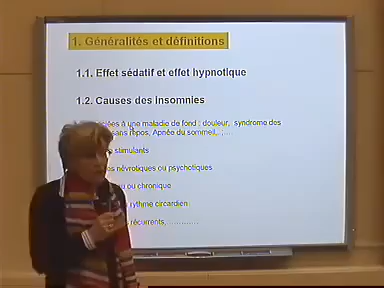 1. Généralités et définitions
1.1. Effet sédatif et effet hypnotique
1.2. Causes des insomnies
à une maladie de fond : douleur, syndrome des
sans repos, Apnée du sommeil, ;....
stimulants
névrotiques ou psychotiques
ou chronique
rythme circardien
récurrents, ..............